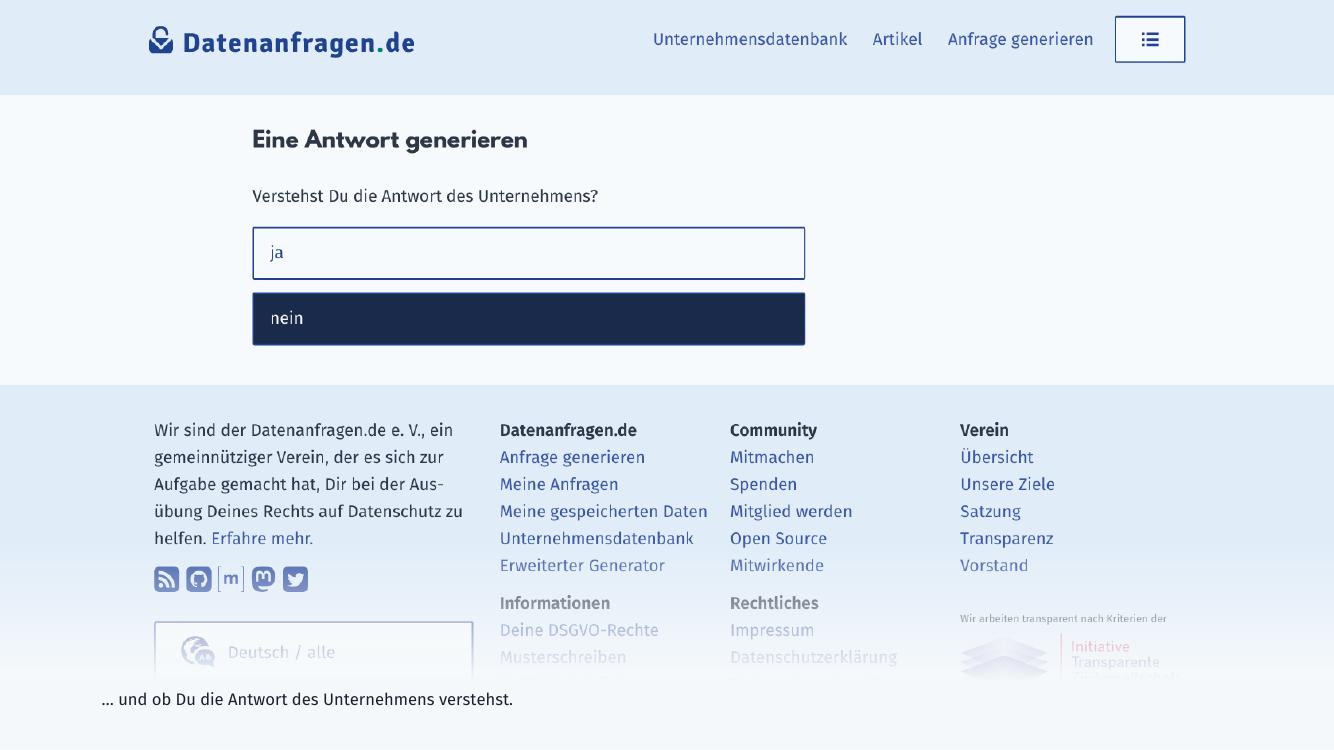 Datenanfragen.de
Unternehmensdatenbank Artikel Anfrage generieren
Eine Antwort generieren
Verstehst Du die Antwort des Unternehmens?
ja
nein
Wir sind der Datenanfragen.de e. V., ein
gemeinnütziger Verein, der es sich zur
Aufgabe gemacht hat, Dir bei der Aus-
übung Deines Rechts auf Datenschutz zu
helfen. Erfahre mehr.
[m]
Deutsch / alle
Datenanfragen.de
Anfrage generieren
Meine Anfragen
Meine gespeicherten Daten
Unternehmensdatenbank
Erweiterter Generator
Informationen
Deine DSGVO-Rechte
Musterschreiben
Community
Mitmachen
Spenden
Mitglied werden
Open Source
Mitwirkende
Rechtliches
Impressum
Datenschutzerklärung
Verein
Übersicht
Unsere Ziele
Satzung
Transparenz
Vorstand
Wir arbeiten transparent nach Kriterien der
Initiative
Transparente
... und ob Du die Antwort des Unternehmens verstehst.